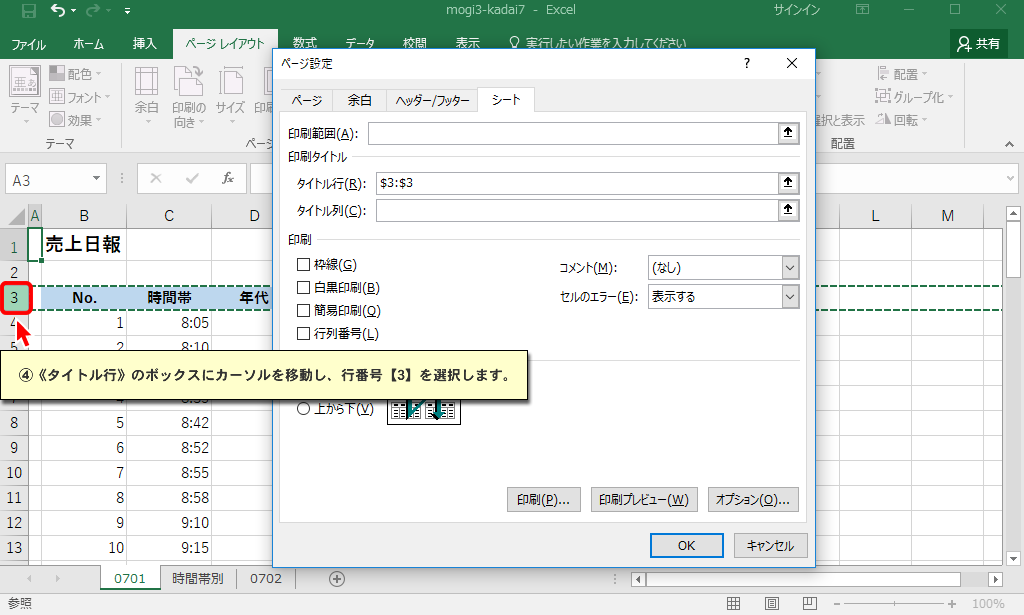 mogi3-kadai7 - Excel
サインイン
ファイル
ホーム
挿入
ページ レイアウト
数式
データ
校閲
表示
実行したい作業を入力してください
共有
テーマ
配色
フォント
効果
テーマ
余白
印刷の
向き
サイズ
配置
グループ化
選択と表示
回転
配置
A3
fx
A
B
C
D
L
M
1
売上日報
2
3
No.
時間帯
年代
4
1
8:05
5
2
8:10
8
5
8:42
9
6
8:52
10
7
8:55
11
8
8:58
12
9
9:10
13
10
9:15
ページ設定
?
ページ
余白
ヘッダー/フッター
シート
印刷範囲(A):
印刷タイトル
タイトル行(R):
$3:$3
タイトル列(C):
印刷
枠線(G)
白黒印刷(B)
簡易印刷(Q)
行列番号(L)
コメント(M):
(なし)
セルのエラー(E):
表示する
④《タイトル行》のボックスにカーソルを移動し、行番号【3】を選択します。
上から下(V)
印刷(P)...
印刷プレビュー(W)
オプション(O)...
OK
キャンセル
0701
時間帯別
0702
参照
100%